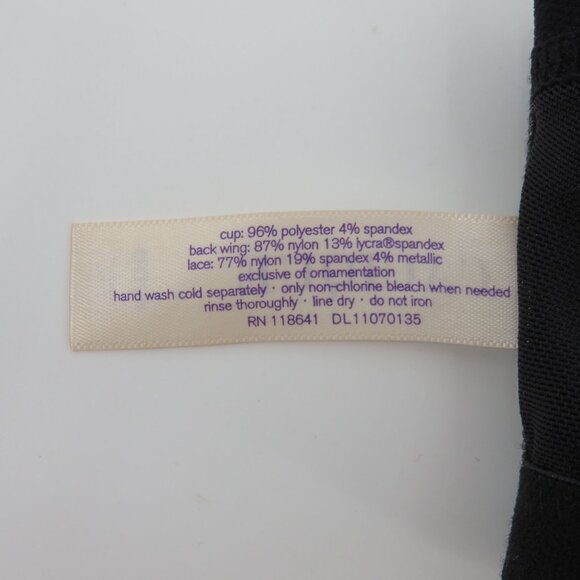 cup: 96% polyester 4% spandex
back wing: 87% nylon 13% lycra®spandex
lace: 77% nylon 19% spandex 4% metallic
exclusive of ornamentation
hand wash cold separately · only non-chlorine bleach when needed
rinse thoroughly · line dry · do not iron
RN 118641 DL11070135